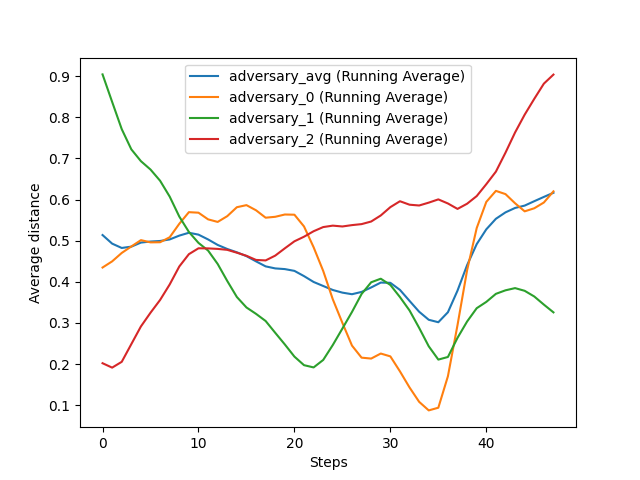 adversary_avg (Running Average)
adversary_0 (Running Average)
adversary_1 (Running Average)
adversary_2 (Running Average)
Average distance
0.9
0.8
0.7
0.6
0.5
0.4
0.3
0.2
0.1
0 10 20 30 40
Steps